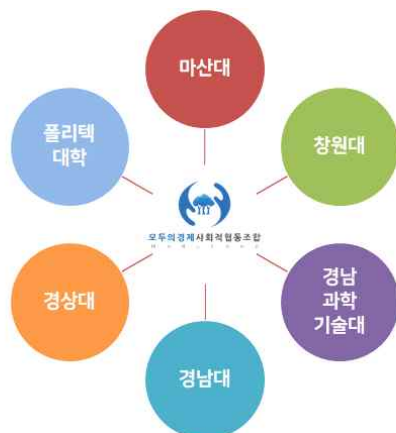 마산대
폴리텍
대학
창원대
모두의경제사회적협동조합
경상대
경남
과학
기술대
경남대